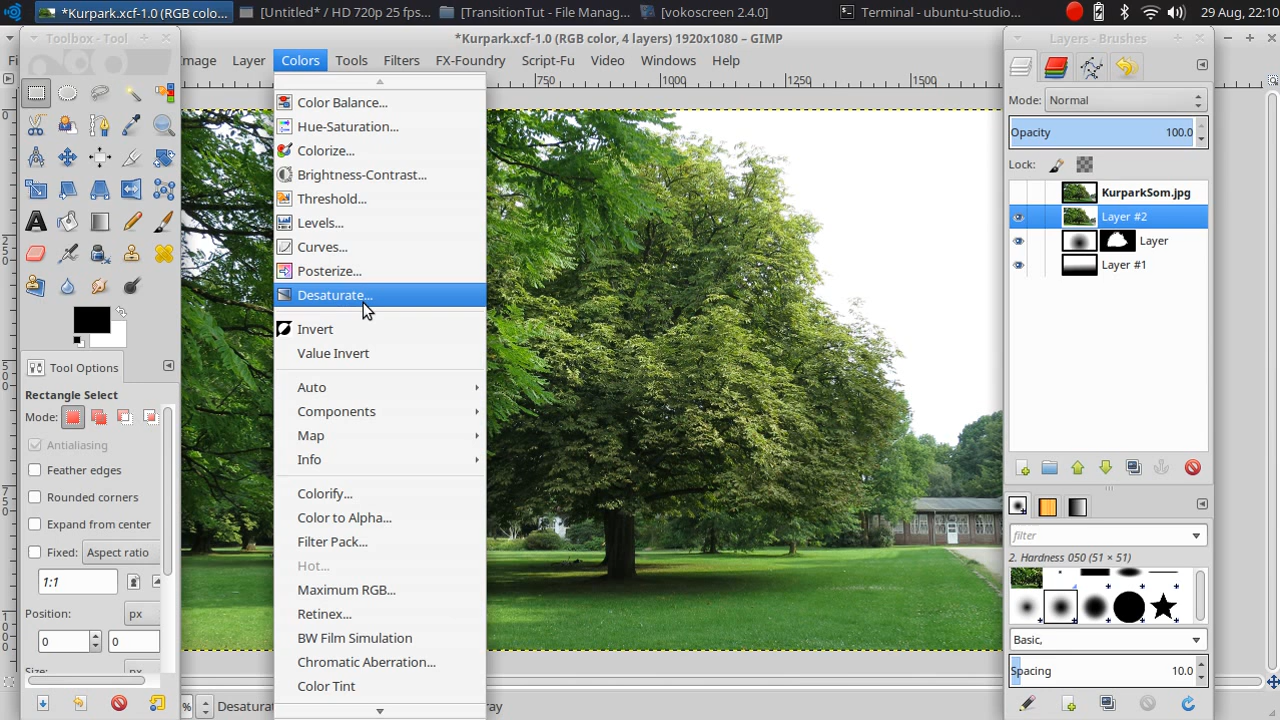 *Kurpark.xcf-1.0 (RGB colo...
[Untitled* / HD 720p 25 fps...
[TransitionTut - File Manag...
[vokoscreen 2.4.0]
Terminal - ubuntu-studio...
29 Aug, 22:10
Toolbox - Tool
*Kurpark.xcf-1.0 (RGB color, 4 layers) 1920x1080 – GIMP
Layers - Brushes
mage Layer Colors Tools Filters FX-Foundry Script-Fu Video Windows Help
750 1000 1250 1500
Color Balance...
Hue-Saturation...
Colorize...
Brightness-Contrast...
Threshold...
Levels...
Curves...
Posterize...
Desaturate...
Invert
Value Invert
Auto
Components
Map
Info
Colorify...
Color to Alpha...
Filter Pack...
Hot...
Maximum RGB...
Retinex...
BW Film Simulation
Chromatic Aberration...
Color Tint
Tool Options
Rectangle Select
Mode:
Antialiasing
Feather edges
Rounded corners
Expand from center
Fixed: Aspect ratio
1:1
Position: px
0 0
Size:
% Desatura
Mode: Normal
Opacity 100.0
Lock:
KurparkSom.jpg
Layer #2
Layer
Layer #1
filter
2. Hardness 050 (51 × 51)
Basic,
Spacing 10.0